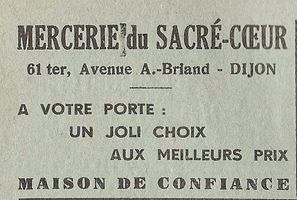 MERCERIE du SACRÉ-CŒUR
61 ter, Avenue A.-Briand - DIJON
A VOTRE PORTE :
UN JOLI CHOIX
AUX MEILLEURS PRIX
MAISON DE CONFIANCE